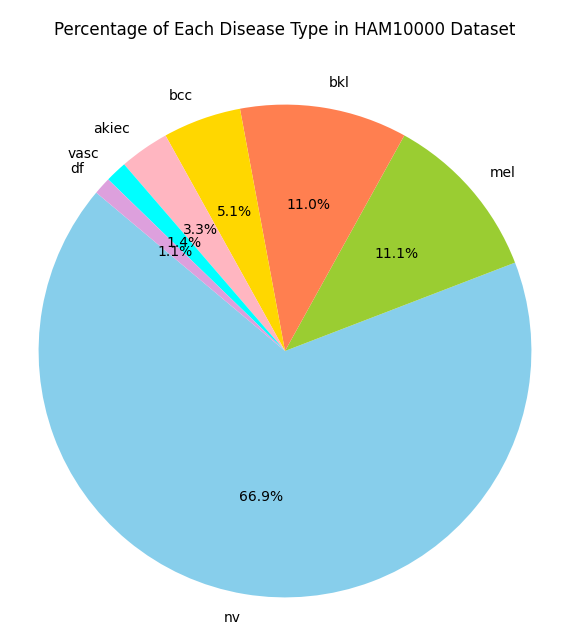 Percentage of Each Disease Type in HAM10000 Dataset
bkl
bcc
akiec
vasc
df
mel
11.0%
5.1%
3.3%
1.4%
1.1%
11.1%
66.9%
nv